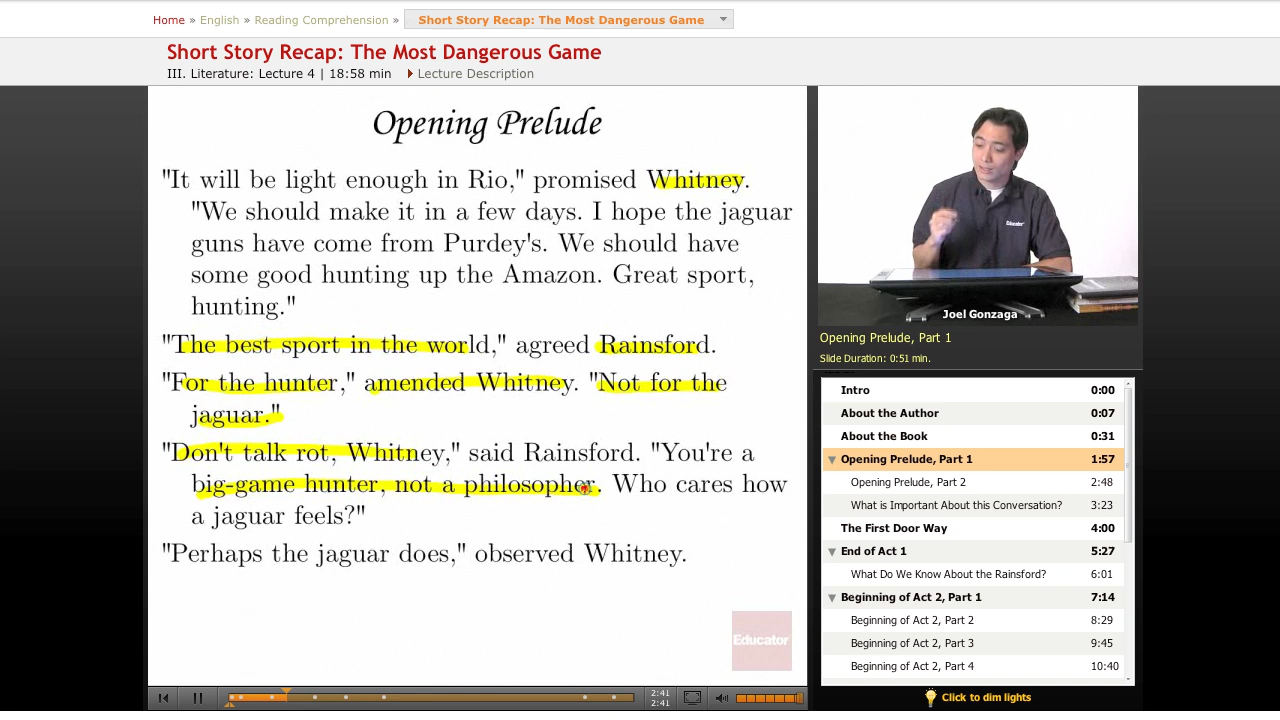 Home » English » Reading Comprehension » Short Story Recap: The Most Dangerous Game
Short Story Recap: The Most Dangerous Game
III. Literature: Lecture 4 | 18:58 min Lecture Description
Opening Prelude
"It will be light enough in Rio," promised Whitney.
"We should make it in a few days. I hope the jaguar
guns have come from Purdey's. We should have
some good hunting up the Amazon. Great sport,
hunting."
"The best sport in the world," agreed Rainsford.
"For the hunter," amended Whitney. "Not for the
jaguar."
"Don't talk rot, Whitney," said Rainsford. "You're a
big-game hunter, not a philosopher. Who cares how
a jaguar feels?"
"Perhaps the jaguar does," observed Whitney.
Educator
2:41
2:41
Educator
Joel Gonzaga
Opening Prelude, Part 1
Slide Duration: 0:51 min.
Intro 0:00
About the Author 0:07
About the Book 0:31
Opening Prelude, Part 1 1:57
Opening Prelude, Part 2 2:48
What is Important About this Conversation? 3:23
The First Door Way 4:00
End of Act 1 5:27
What Do We Know About the Rainsford? 6:01
Beginning of Act 2, Part 1 7:14
Beginning of Act 2, Part 2 8:29
Beginning of Act 2, Part 3 9:45
Beginning of Act 2, Part 4 10:40
Click to dim lights